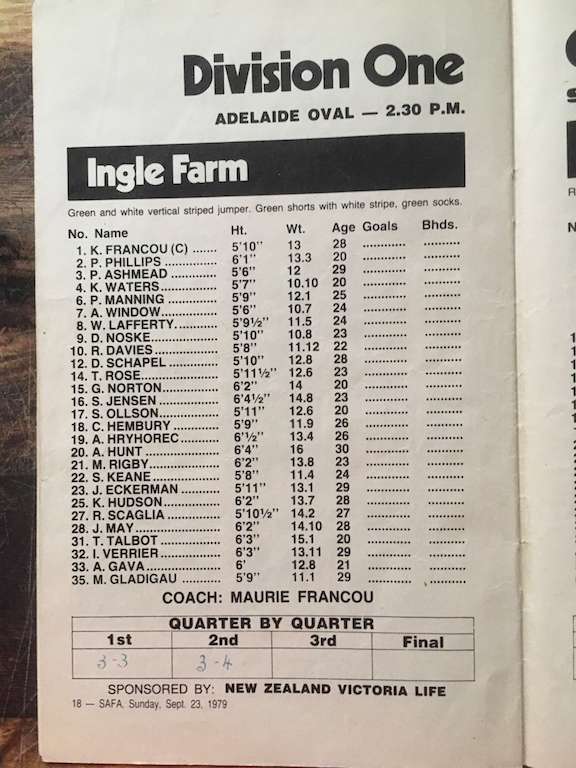 Division One
ADELAIDE OVAL — 2.30 P.M.
Ingle Farm
Green and white vertical striped jumper. Green shorts with white stripe, green socks.
No. Name Ht. Wt. Age Goals Bhds.
1. K. FRANCOU (C) ....... 5'10'' 13 28 ............ ..........
2. P. PHILLIPS ............... 6'1'' 13.3 20 ............ ..........
3. P. ASHMEAD ............. 5'6'' 12 29 ............ ..........
4. K. WATERS ................ 5'7'' 10.10 20 ............ ..........
6. P. MANNING .............. 5'9'' 12.1 25 ............ ..........
7. A. WINDOW ............... 5'6'' 10.7 24 ............ ..........
8. W. LAFFERTY ............ 5'9½'' 11.5 24 ............ ..........
9. D. NOSKE .................. 5'10'' 10.8 23 ............ ..........
10. R. DAVIES ................. 5'8'' 11.12 22 ............ ..........
12. D. SCHAPEL .............. 5'10'' 12.8 28 ............ ..........
14. T. ROSE .................... 5'11½'' 12.6 23 ............ ..........
15. G. NORTON ............... 6'2'' 14 20 ............ ..........
16. S. JENSEN ................ 6'4½'' 14.8 23 ............ ..........
17. S. OLLSON ................ 5'11'' 12.6 20 ............ ..........
18. C. HEMBURY ............. 5'9'' 11.9 26 ............ ..........
19. A. HRYHOREC ........... 6'½'' 13.4 26 ............ ..........
20. A. HUNT ................... 6'4'' 16 30 ............ ..........
21. M. RIGBY .................. 6'2'' 13.8 23 ............ ..........
22. S. KEANE .................. 5'8'' 11.4 24 ............ ..........
23. J. ECKERMAN ........... 5'11'' 13.1 29 ............ ..........
25. K. HUDSON ............... 6'2'' 13.7 28 ............ ..........
27. R. SCAGLIA ............... 5'10½'' 14.2 27 ............ ..........
28. J. MAY ...................... 6'2'' 14.10 28 ............ ..........
31. T. TALBOT ................ 6'3'' 15.1 20 ............ ..........
32. I. VERRIER ................ 6'3'' 13.11 29 ............ ..........
33. A. GAVA .................... 6' 12.8 21 ............ ..........
35. M. GLADIGAU .......... 5'9'' 11.1 29 ............ ..........
COACH: MAURIE FRANCOU
QUARTER BY QUARTER
1st 2nd 3rd Final
3-3 3-4
SPONSORED BY: NEW ZEALAND VICTORIA LIFE
18 — SAFA, Sunday, Sept. 23, 1979